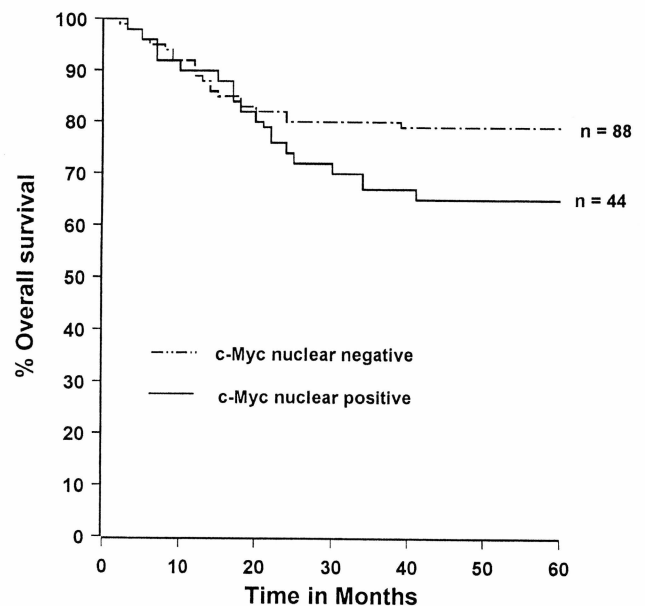 100
90
80
70
60
50
40
30
20
10
0
% Overall survival
n = 88
n = 44
c-Myc nuclear negative
c-Myc nuclear positive
0 10 20 30 40 50 60
Time in Months